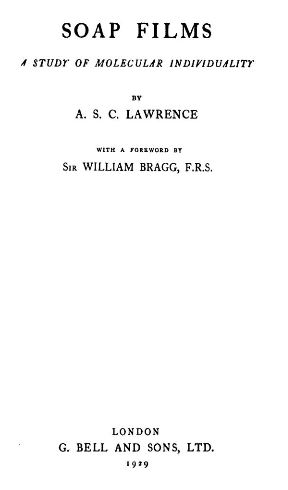 SOAP FILMS
A STUDY OF MOLECULAR INDIVIDUALITY
BY
A. S. C. LAWRENCE
WITH A FOREWORD BY
SIR WILLIAM BRAGG, F.R.S.
LONDON
G. BELL AND SONS, LTD.
1929